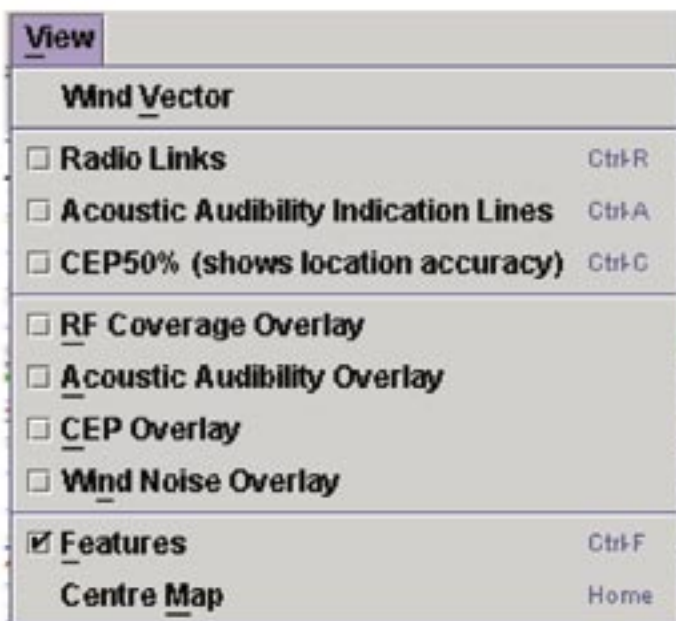 View
Wind Vector
Radio Links Ctrl-R
Acoustic Audibility Indication Lines Ctrl-A
CEP50% (shows location accuracy) Ctrl-C
RF Coverage Overlay
Acoustic Audibility Overlay
CEP Overlay
Wind Noise Overlay
Features Ctrl-F
Centre Map Home